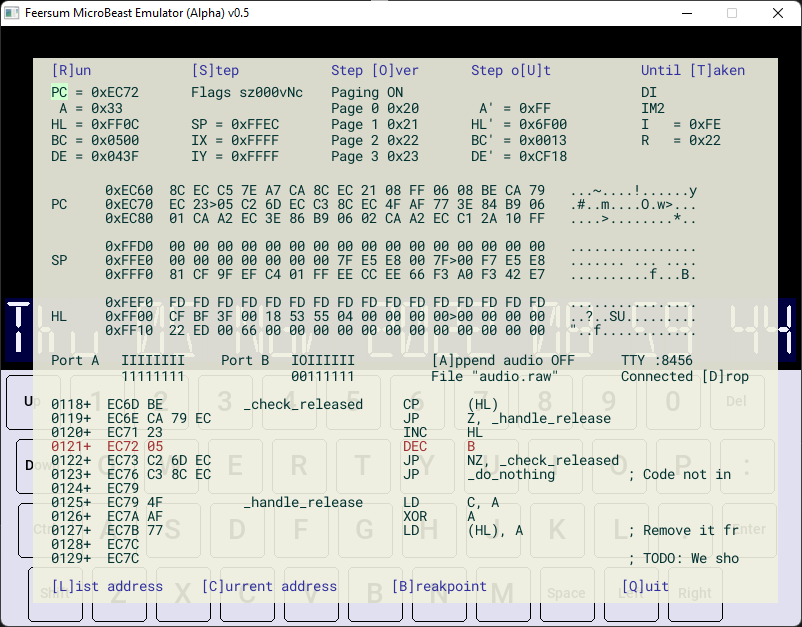 Feersum MicroBeast Emulator (Alpha) v0.5
[R]un [S]tep Step [O]ver Step o[U]t Until [T]aken
PC = 0xEC72 Flags sz000vNc Paging ON DI
A = 0x33 Page 0 0x20 A' = 0xFF IM2
HL = 0xFF0C SP = 0xFFEC Page 1 0x21 HL' = 0x6F00 I = 0xFE
BC = 0x0500 IX = 0xFFFF Page 2 0x22 BC' = 0x0013 R = 0x22
DE = 0x043F IY = 0xFFFF Page 3 0x23 DE' = 0xCF18
0xEC60 8C EC C5 7E A7 CA 8C EC 21 08 FF 06 08 BE CA 79 ...~....!......y
PC 0xEC70 EC 23>05 C2 6D EC C3 8C EC 4F AF 77 3E 84 B9 06 .#..m....O.w>...
0xEC80 01 CA A2 EC 3E 86 B9 06 02 CA A2 EC C1 2A 10 FF ....>........*..
0xFFD0 00 00 00 00 00 00 00 00 00 00 00 00 00 00 00 00 ................
SP 0xFFE0 00 00 00 00 00 00 00 7F E5 E8 00 7F>00 F7 E5 E8 ................
0xFFF0 81 CF 9F EF C4 01 FF EE CC EE 66 F3 A0 F3 42 E7 ..........f...B.
0xFEF0 FD FD FD FD FD FD FD FD FD FD FD FD FD FD FD FD ................
HL 0xFF00 CF BF 3F 00 18 53 55 04 00 00 00 00>00 00 00 00 ..?..SU.........
0xFF10 22 ED 00 66 00 00 00 00 00 00 00 00 00 00 00 00 "..f............
Port A IIIIIIII Port B IOIIIIII [A]ppend audio OFF TTY :8456
11111111 00111111 File "audio.raw" Connected [D]rop
0118+ EC6D BE _check_released CP (HL)
0119+ EC6E CA 79 EC JP Z, _handle_release
0120+ EC71 23 INC HL
0121+ EC72 05 DEC B
0122+ EC73 C2 6D EC JP NZ, _check_released
0123+ EC76 C3 8C EC JP _do_nothing ; Code not in
0124+ EC79
0125+ EC79 4F _handle_release LD C, A
0126+ EC7A AF XOR A
0127+ EC7B 77 LD (HL), A ; Remove it fr
0128+ EC7C
0129+ EC7C ; TODO: We sho
[L]ist address [C]urrent address [B]reakpoint [Q]uit